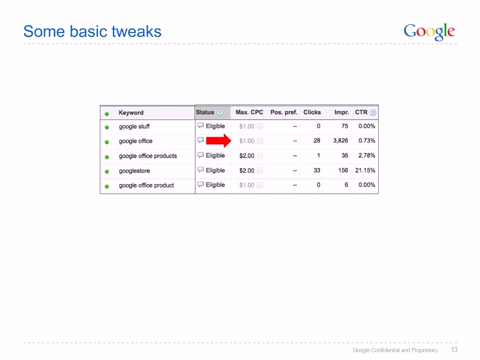 Some basic tweaks
Google
Keyword Status ? Max. CPC Pos. pref. Clicks Impr. CTR ?
google stuff Eligible $1.00 -- 0 75 0.00%
google office $1.00 -- 28 3,826 0.73%
google office products Eligible $2.00 -- 1 36 2.78%
googlestore Eligible $2.00 -- 33 156 21.15%
google office product Eligible $1.00 -- 0 6 0.00%
Google Confidential and Proprietary 13